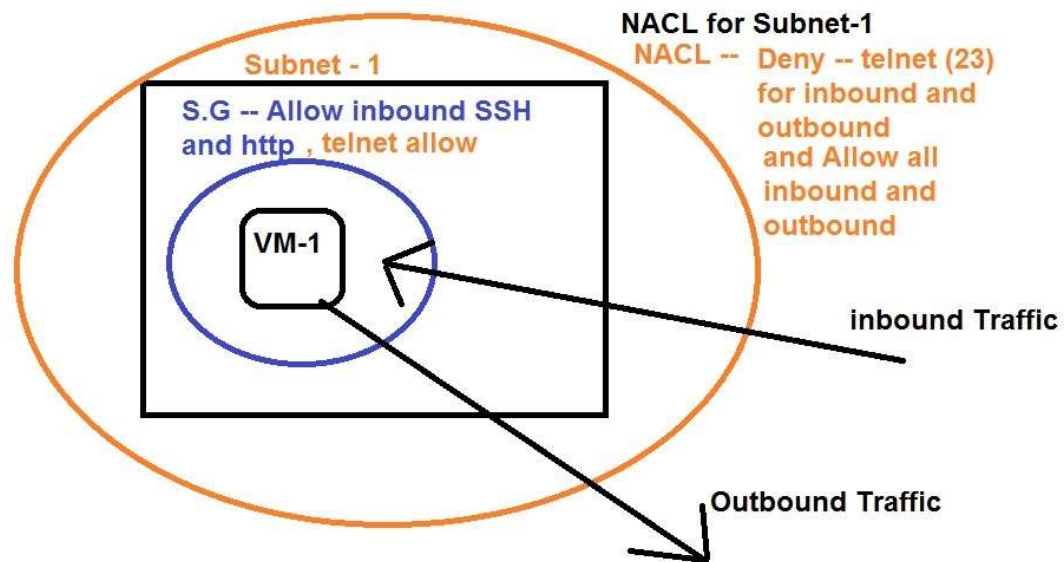 NACL for Subnet-1
NACL -- Deny -- telnet (23)
for inbound and
outbound
and Allow all
inbound and
outbound
Subnet - 1
S.G -- Allow inbound SSH
and http , telnet allow
VM-1
inbound Traffic
Outbound Traffic